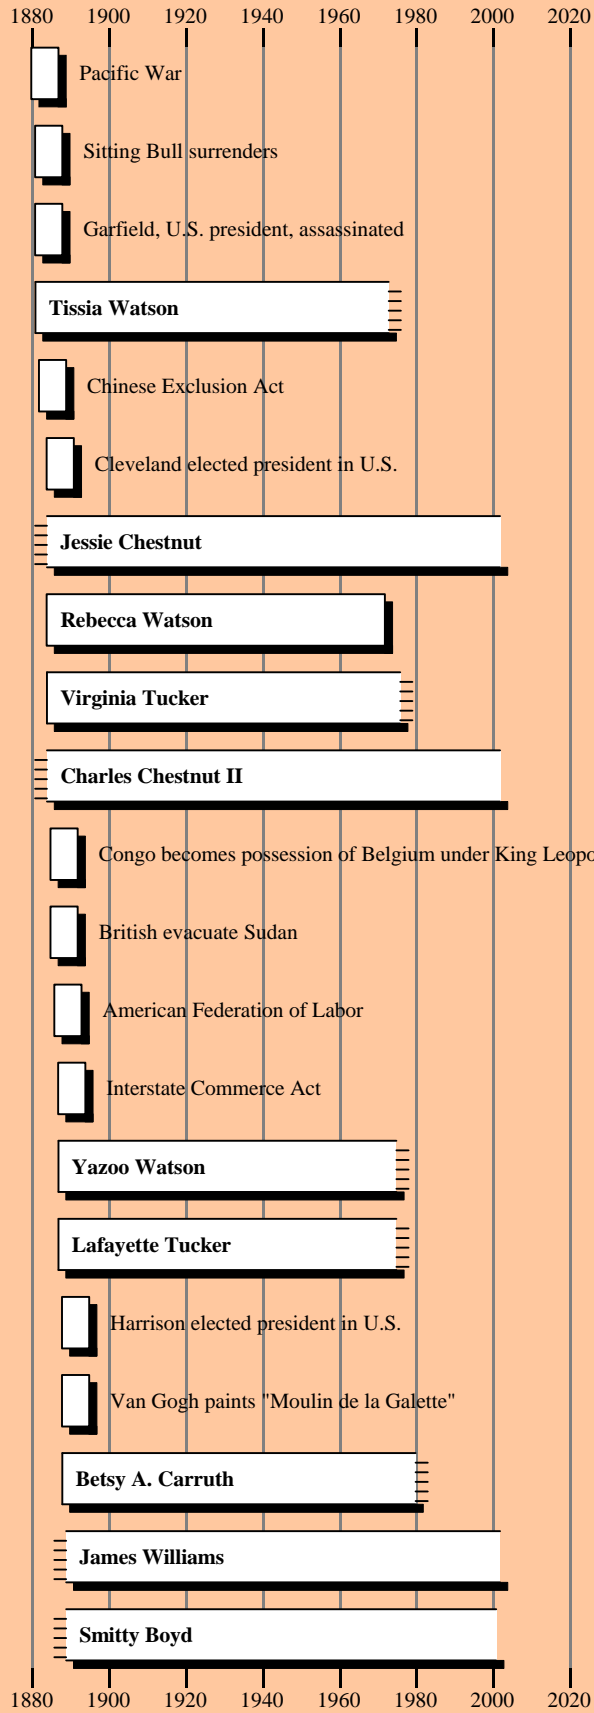 1880 1900 1920 1940 1960 1980 2000 2020
Pacific War
Sitting Bull surrenders
Garfield, U.S. president, assassinated
Tissia Watson
Chinese Exclusion Act
Cleveland elected president in U.S.
Jessie Chestnut
Rebecca Watson
Virginia Tucker
Charles Chestnut II
Congo becomes possession of Belgium under King Leopo
British evacuate Sudan
American Federation of Labor
Interstate Commerce Act
Yazoo Watson
Lafayette Tucker
Harrison elected president in U.S.
Van Gogh paints "Moulin de la Galette"
Betsy A. Carruth
James Williams
Smitty Boyd
1880 1900 1920 1940 1960 1980 2000 2020